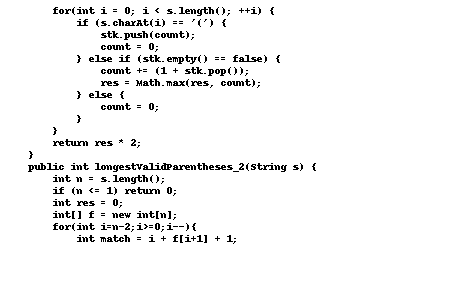 for(int i = 0; i < s.length(); ++i) {
if (s.charAt(i) == '(') {
stk.push(count);
count = 0;
} else if (stk.empty() == false) {
count += (1 + stk.pop());
res = Math.max(res, count);
} else {
count = 0;
}
}
return res * 2;
}
public int longestValidParentheses_2(String s) {
int n = s.length();
if (n <= 1) return 0;
int res = 0;
int[] f = new int[n];
for(int i=n-2;i>=0;i--){
int match = i + f[i+1] + 1;